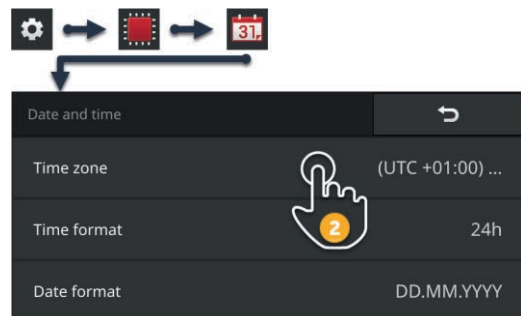 31
Date and time
Time zone (UTC +01:00) ...
2
Time format 24h
Date format DD.MM.YYYY